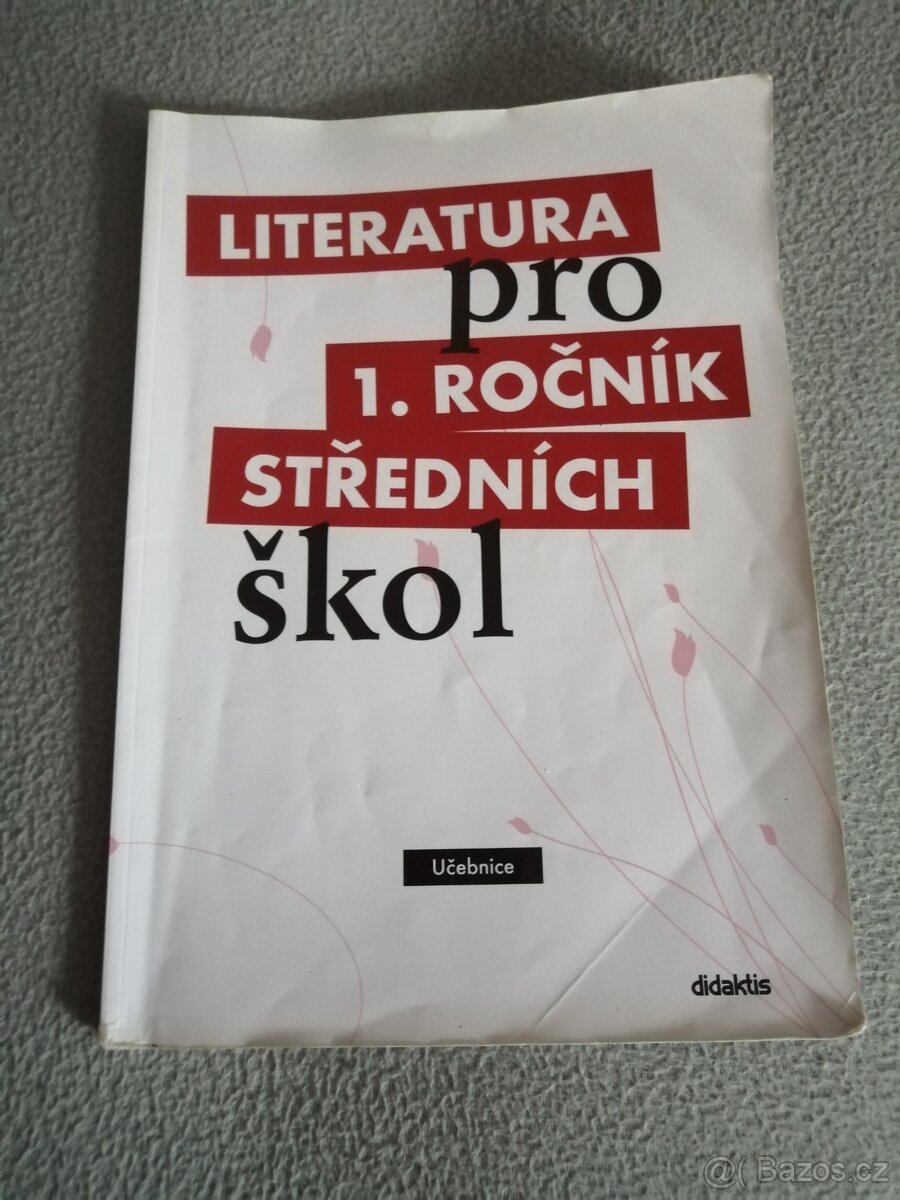 LITERATURA
pro
1. ROČNÍK
STŘEDNÍCH
škol
Učebnice
didaktis
@( Bazos.cz